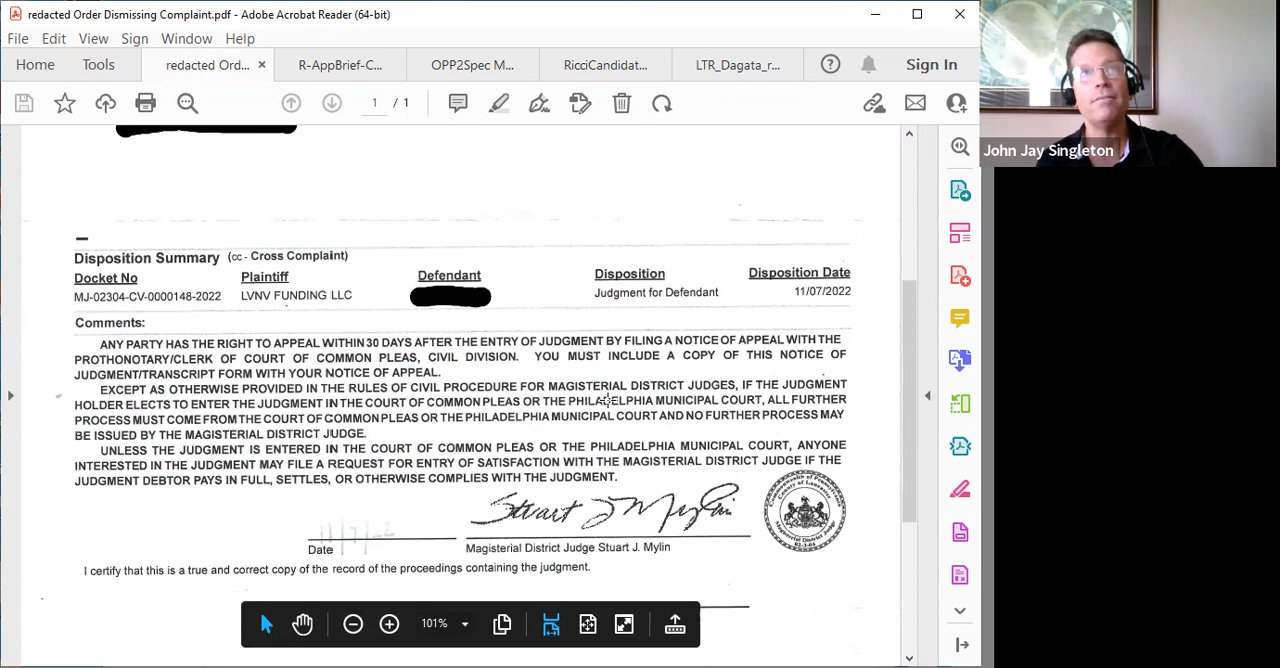 redacted Order Dismissing Complaint.pdf - Adobe Acrobat Reader (64-bit)
File Edit View Sign Window Help
Home Tools redacted Ord... × R-AppBrief-C... OPP2Spec M... RicciCandidat... LTR_Dagata_r... Sign In
1 / 1
John Jay Singleton
Disposition Summary (cc - Cross Complaint)
Docket No Plaintiff Defendant Disposition Disposition Date
MJ-02304-CV-0000148-2022 LVNV FUNDING LLC Judgment for Defendant 11/07/2022
Comments:
ANY PARTY HAS THE RIGHT TO APPEAL WITHIN 30 DAYS AFTER THE ENTRY OF JUDGMENT BY FILING A NOTICE OF APPEAL WITH THE
PROTHONOTARY/CLERK OF COURT OF COMMON PLEAS, CIVIL DIVISION. YOU MUST INCLUDE A COPY OF THIS NOTICE OF
JUDGMENT/TRANSCRIPT FORM WITH YOUR NOTICE OF APPEAL.
EXCEPT AS OTHERWISE PROVIDED IN THE RULES OF CIVIL PROCEDURE FOR MAGISTERIAL DISTRICT JUDGES, IF THE JUDGMENT
HOLDER ELECTS TO ENTER THE JUDGMENT IN THE COURT OF COMMON PLEAS OR THE PHILADELPHIA MUNICIPAL COURT, ALL FURTHER
PROCESS MUST COME FROM THE COURT OF COMMON PLEAS OR THE PHILADELPHIA MUNICIPAL COURT AND NO FURTHER PROCESS MAY
BE ISSUED BY THE MAGISTERIAL DISTRICT JUDGE.
UNLESS THE JUDGMENT IS ENTERED IN THE COURT OF COMMON PLEAS OR THE PHILADELPHIA MUNICIPAL COURT, ANYONE
INTERESTED IN THE JUDGMENT MAY FILE A REQUEST FOR ENTRY OF SATISFACTION WITH THE MAGISTERIAL DISTRICT JUDGE IF THE
JUDGMENT DEBTOR PAYS IN FULL, SETTLES, OR OTHERWISE COMPLIES WITH THE JUDGMENT.
11/7/22 Stuart J Mylin
Date Magisterial District Judge Stuart J. Mylin
I certify that this is a true and correct copy of the record of the proceedings containing the judgment.
101%